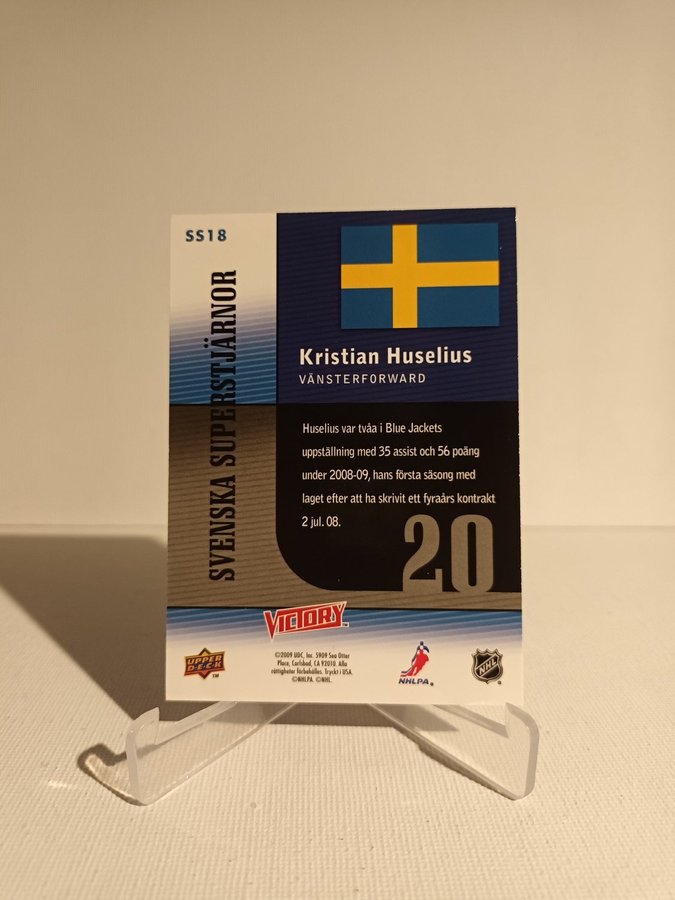 SS18
SVENSKA SUPERSTJÄRNOR
Kristian Huselius
VÄNSTERFORWARD
Huselius var tvåa i Blue Jackets
uppställning med 35 assist och 56 poäng
under 2008-09, hans första säsong med
laget efter att ha skrivit ett fyraårs kontrakt
2 jul. 08.
20
VICTORY™
UPPER DECK™
©2009 UDC, Inc. 5909 Sea Otter
Place, Carlsbad, CA 92010. Alla
rättigheter förbehålles. Tryckt i USA.
©NHLPA. ©NHL.
NHLPA®
NHL®